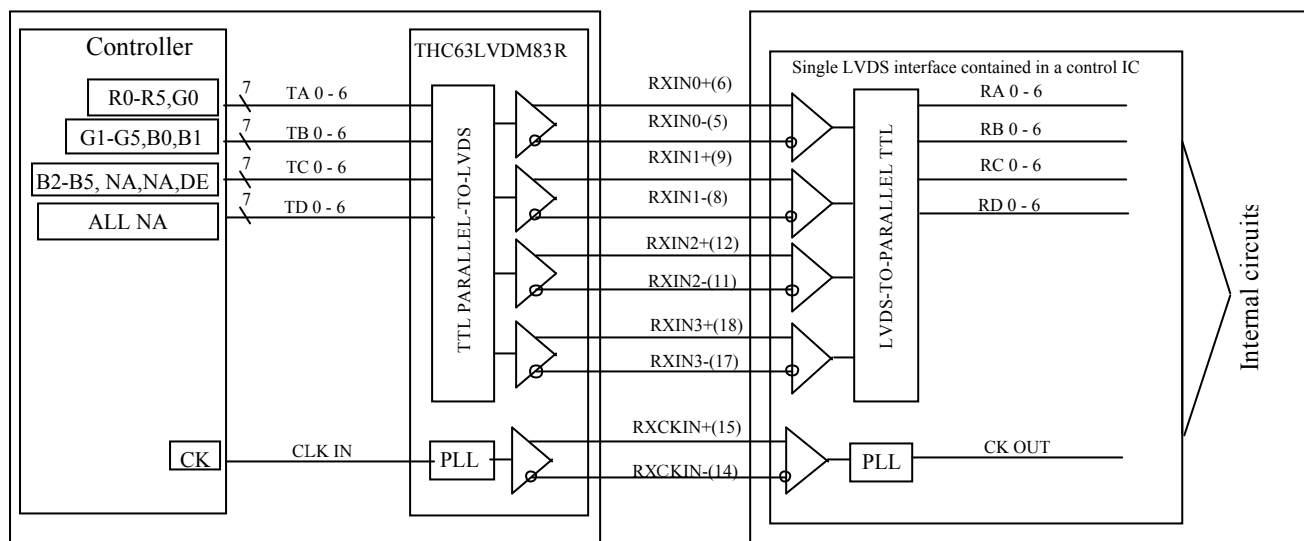 Controller
R0-R5,G0
G1-G5,B0,B1
B2-B5, NA,NA,DE
ALL NA
CK
7
TA 0 - 6
7
TB 0 - 6
7
TC 0 - 6
7
TD 0 - 6
CLK IN
THC63LVDM83R
TTL PARALLEL-TO-LVDS
PLL
RXIN0+(6)
RXIN0-(5)
RXIN1+(9)
RXIN1-(8)
RXIN2+(12)
RXIN2-(11)
RXIN3+(18)
RXIN3-(17)
RXCKIN+(15)
RXCKIN-(14)
Single LVDS interface contained in a control IC
LVDS-TO-PARALLEL TTL
PLL
RA 0 - 6
RB 0 - 6
RC 0 - 6
RD 0 - 6
CK OUT
Internal circuits